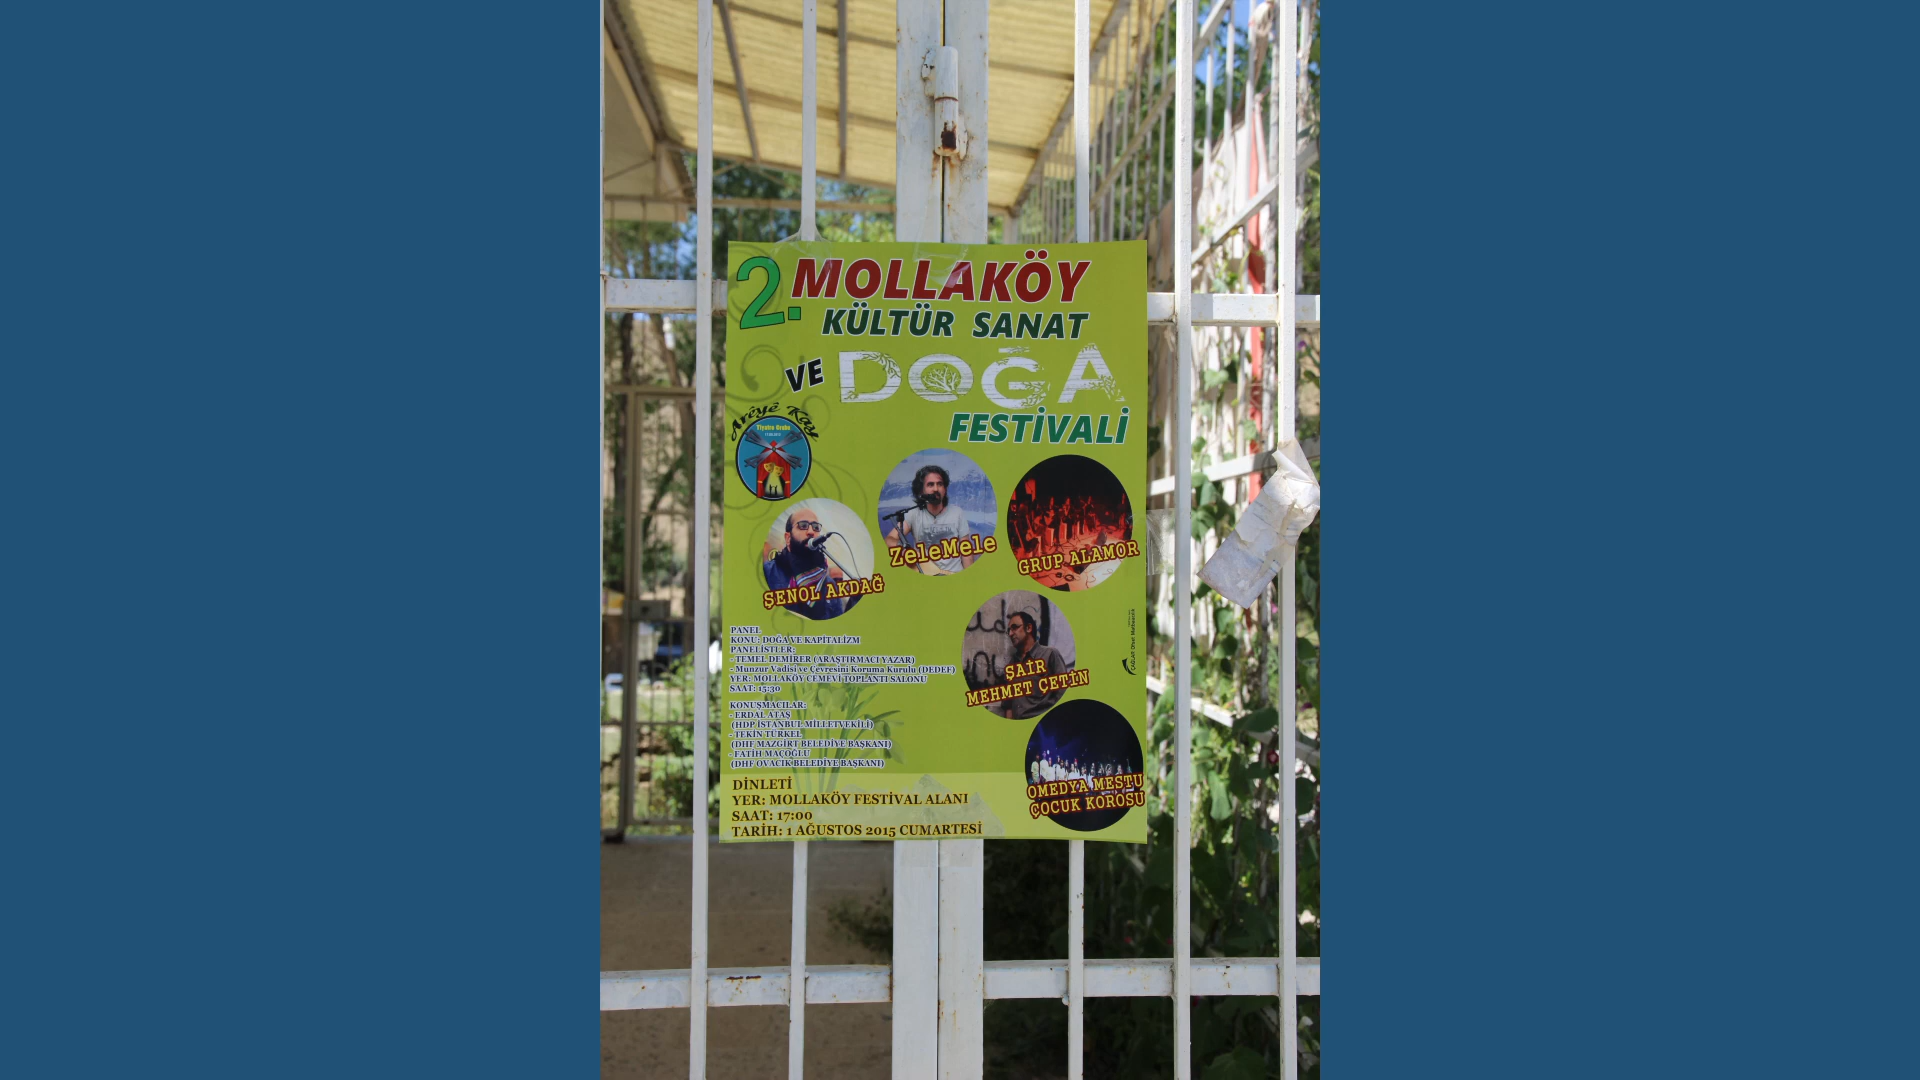 2. MOLLAKÖY
KÜLTÜR SANAT
VE DOĞA
FESTİVALİ
Arêyê Kay
Tiyatro Grubu
ZeleMele
GRUP ALAMOR
ŞENOL AKDAĞ
ŞAİR
MEHMET ÇETİN
OMEDYA MESTU
ÇOCUK KOROSU
PANEL
KONU: DOĞA VE KAPİTALİZM
PANELİSTLER:
- TEMEL DEMİRER (ARAŞTIRMACI YAZAR)
- Munzur Vadisi ve Çevresini Koruma Kurulu (DEDEF)
YER: MOLLAKÖY CEMEVİ TOPLANTI SALONU
SAAT: 15:30
KONUŞMACILAR:
- ERDAL ATAŞ
(HDP İSTANBUL MİLLETVEKİLİ)
- TEKİN TÜRKEL
(DHF MAZGİRT BELEDİYE BAŞKANI)
- FATİH MAÇOĞLU
(DHF OVACIK BELEDİYE BAŞKANI)
DİNLETİ
YER: MOLLAKÖY FESTİVAL ALANI
SAAT: 17:00
TARİH: 1 AĞUSTOS 2015 CUMARTESİ